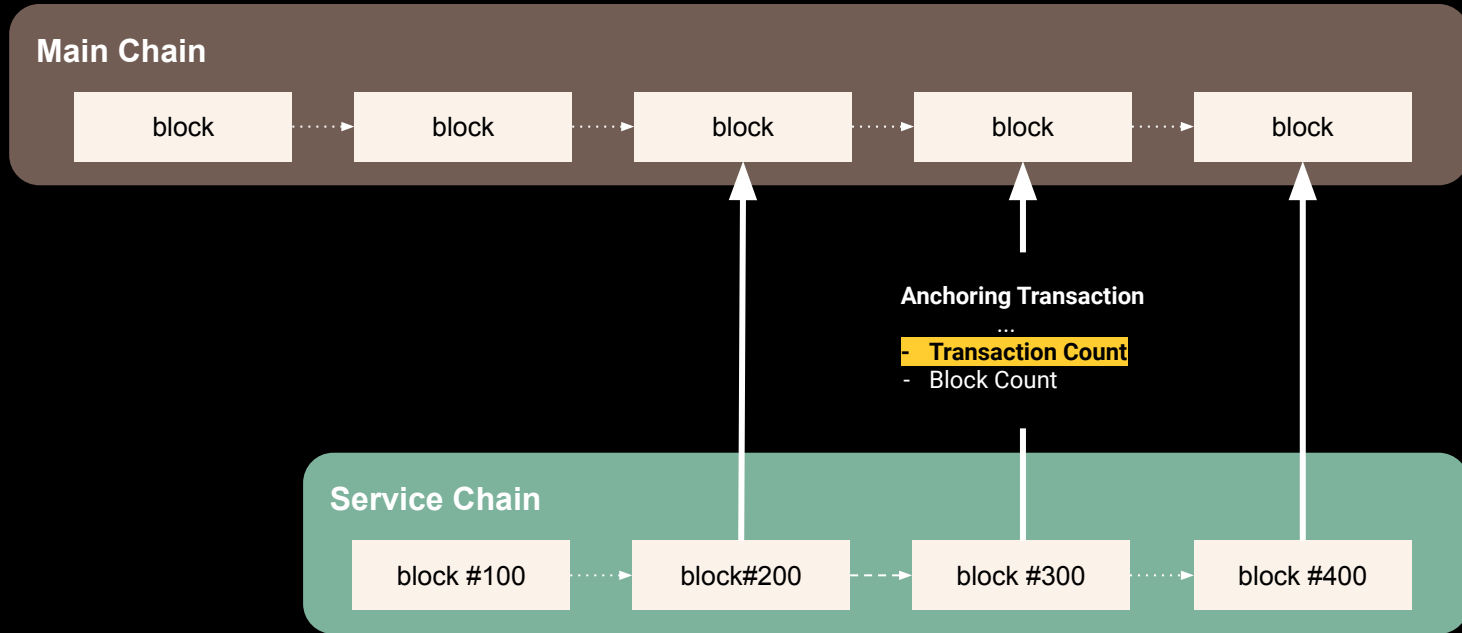 Main Chain
block
block
block
block
block
Anchoring Transaction
...
- Transaction Count
- Block Count
Service Chain
block #100
block#200
block #300
block #400